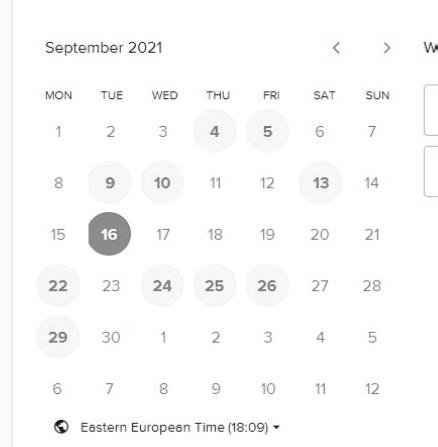 September 2021 < > W
MON TUE WED THU FRI SAT SUN
1 2 3 4 5 6 7
8 9 10 11 12 13 14
15 16 17 18 19 20 21
22 23 24 25 26 27 28
29 30 1 2 3 4 5
6 7 8 9 10 11 12
Eastern European Time (18:09)